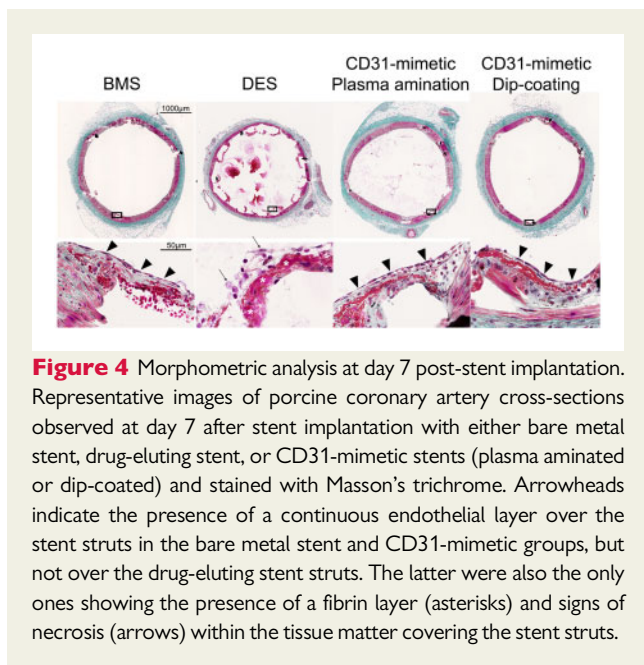 BMS
DES
CD31-mimetic
Plasma amination
CD31-mimetic
Dip-coating
1000µm
50µm
Figure 4 Morphometric analysis at day 7 post-stent implantation.
Representative images of porcine coronary artery cross-sections
observed at day 7 after stent implantation with either bare metal
stent, drug-eluting stent, or CD31-mimetic stents (plasma aminated
or dip-coated) and stained with Masson’s trichrome. Arrowheads
indicate the presence of a continuous endothelial layer over the
stent struts in the bare metal stent and CD31-mimetic groups, but
not over the drug-eluting stent struts. The latter were also the only
ones showing the presence of a fibrin layer (asterisks) and signs of
necrosis (arrows) within the tissue matter covering the stent struts.